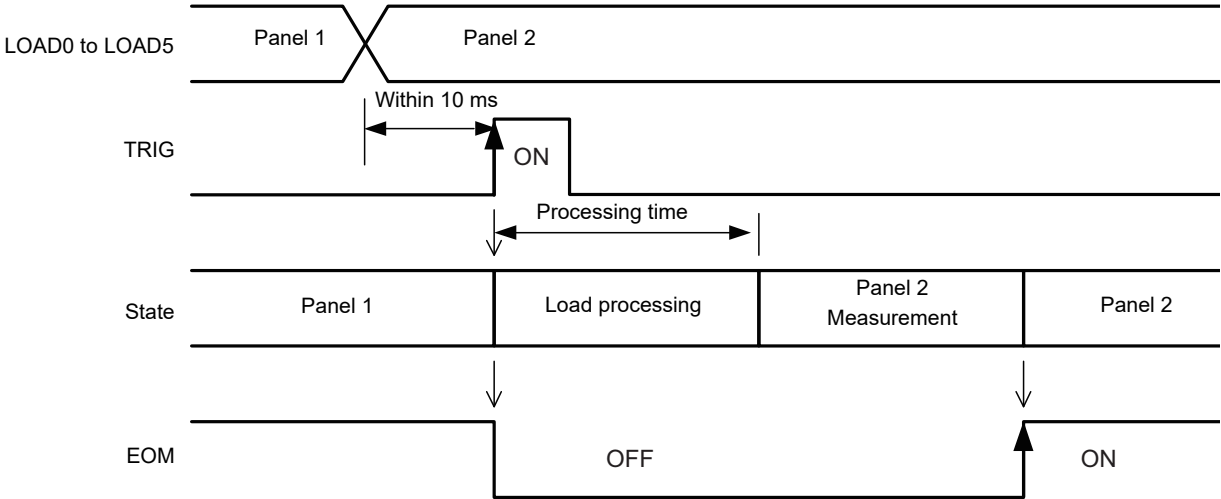 LOAD0 to LOAD5
Panel 1
Panel 2
Within 10 ms
TRIG
ON
Processing time
State
Panel 1
Load processing
Panel 2
Measurement
Panel 2
EOM
OFF
ON